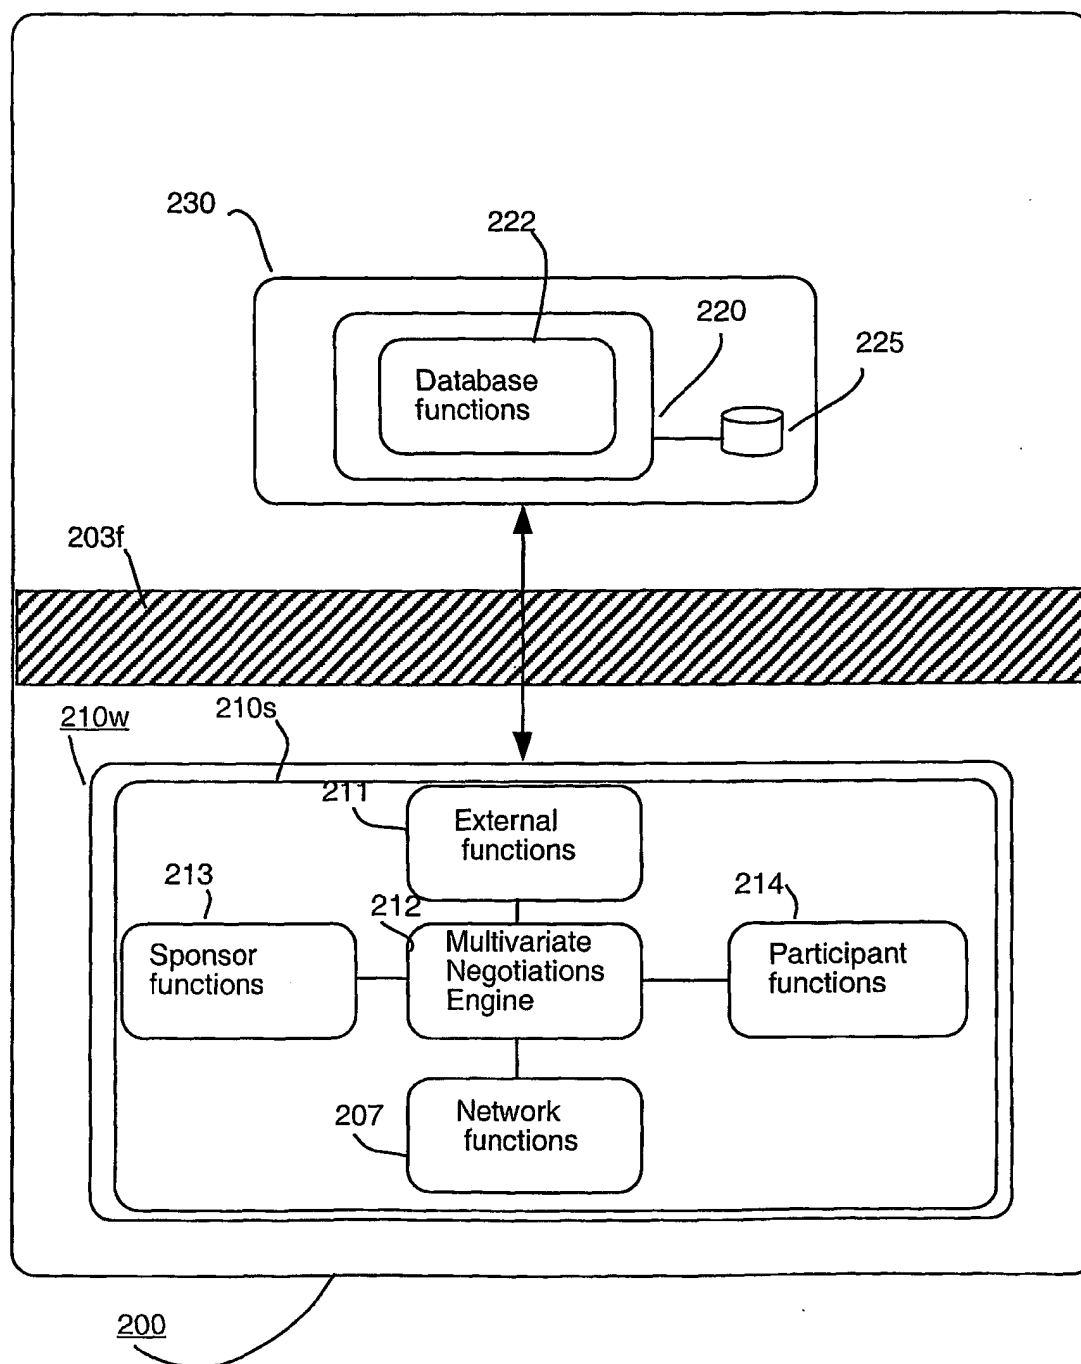 230
222
220
225
Database
functions
203f
210w
210s
211
External
functions
213
212
214
Sponsor
functions
Multivariate
Negotiations
Engine
Participant
functions
207
Network
functions
200